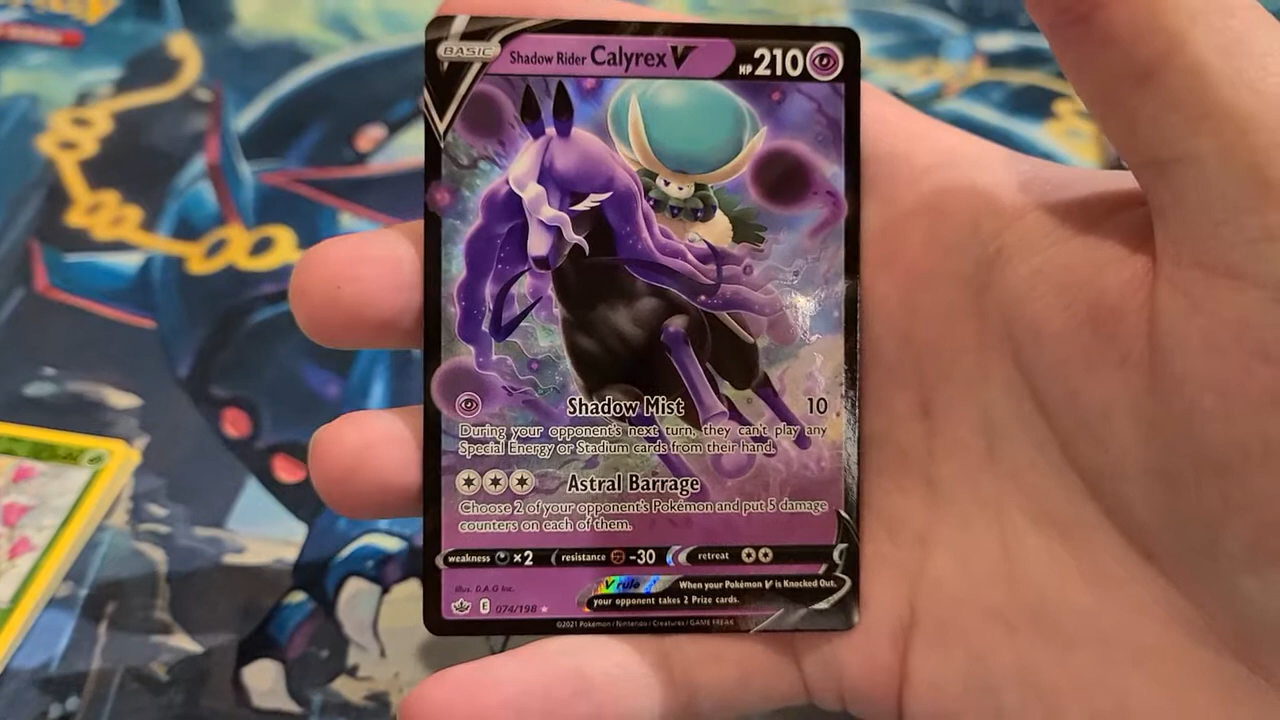 BASIC
Shadow Rider Calyrex V
HP 210
Shadow Mist 10
During your opponent's next turn, they can't play any
Special Energy or Stadium cards from their hand.
Astral Barrage
Choose 2 of your opponent's Pokémon and put 5 damage
counters on each of them.
weakness ×2 resistance -30 retreat
illus. D.A.G Inc.
V rule When your Pokémon V is Knocked Out,
your opponent takes 2 Prize cards.
E 074/198
©2021 Pokémon / Nintendo / Creatures / GAME FREAK